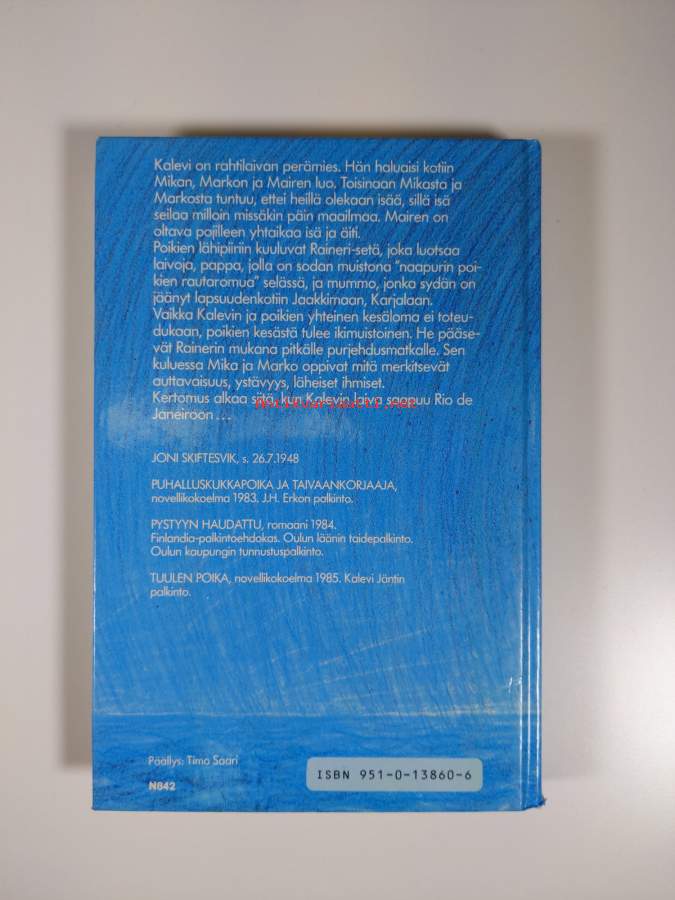 Kalevi on rahtilaivan perämies. Hän haluaisi kotiin
Mikan, Markon ja Mairen luo. Toisinaan Mikasta ja
Markosta tuntuu, ettei heillä olekaan isää, sillä isä
seilaa milloin missäkin päin maailmaa. Mairen on
oltava pojilleen yhtaikaa isä ja äiti.
Poikien lähipiiriin kuuluvat Raineri-setä, joka luotsaa
laivoja, pappa, jolla on sodan muistona "naapurin poi-
kien rautaromua" selässä, ja mummo, jonka sydän on
jäänyt lapsuudenkotiin Jaakkimaan, Karjalaan.
Vaikka Kalevin ja poikien yhteinen kesäloma ei toteu-
dukaan, poikien kesästä tulee ikimuistoinen. He pääse-
vät Rainerin mukana pitkälle purjehdusmatkalle. Sen
kuluessa Mika ja Marko oppivat mitä merkitsevät
auttavaisuus, ystävyys, läheiset ihmiset.
Kertomus alkaa siitä, kun Kalevin laiva saapuu Rio de
Janeiroon...
Antikvariaatti.net
JONI SKIFTESVIK, s. 26.7.1948
PUHALLUSKUKKAPOIKA JA TAIVAANKORJAAJA,
novellikokoelma 1983. J.H. Erkon palkinto.
PYSTYYN HAUDATTU, romaani 1984.
Finlandia-palkintoehdokas. Oulun läänin taidepalkinto.
Oulun kaupungin tunnustuspalkinto.
TUULEN POIKA, novellikokoelma 1985. Kalevi Jäntin
palkinto.
Päällys: Timo Saari
N842
ISBN 951-0-13860-6